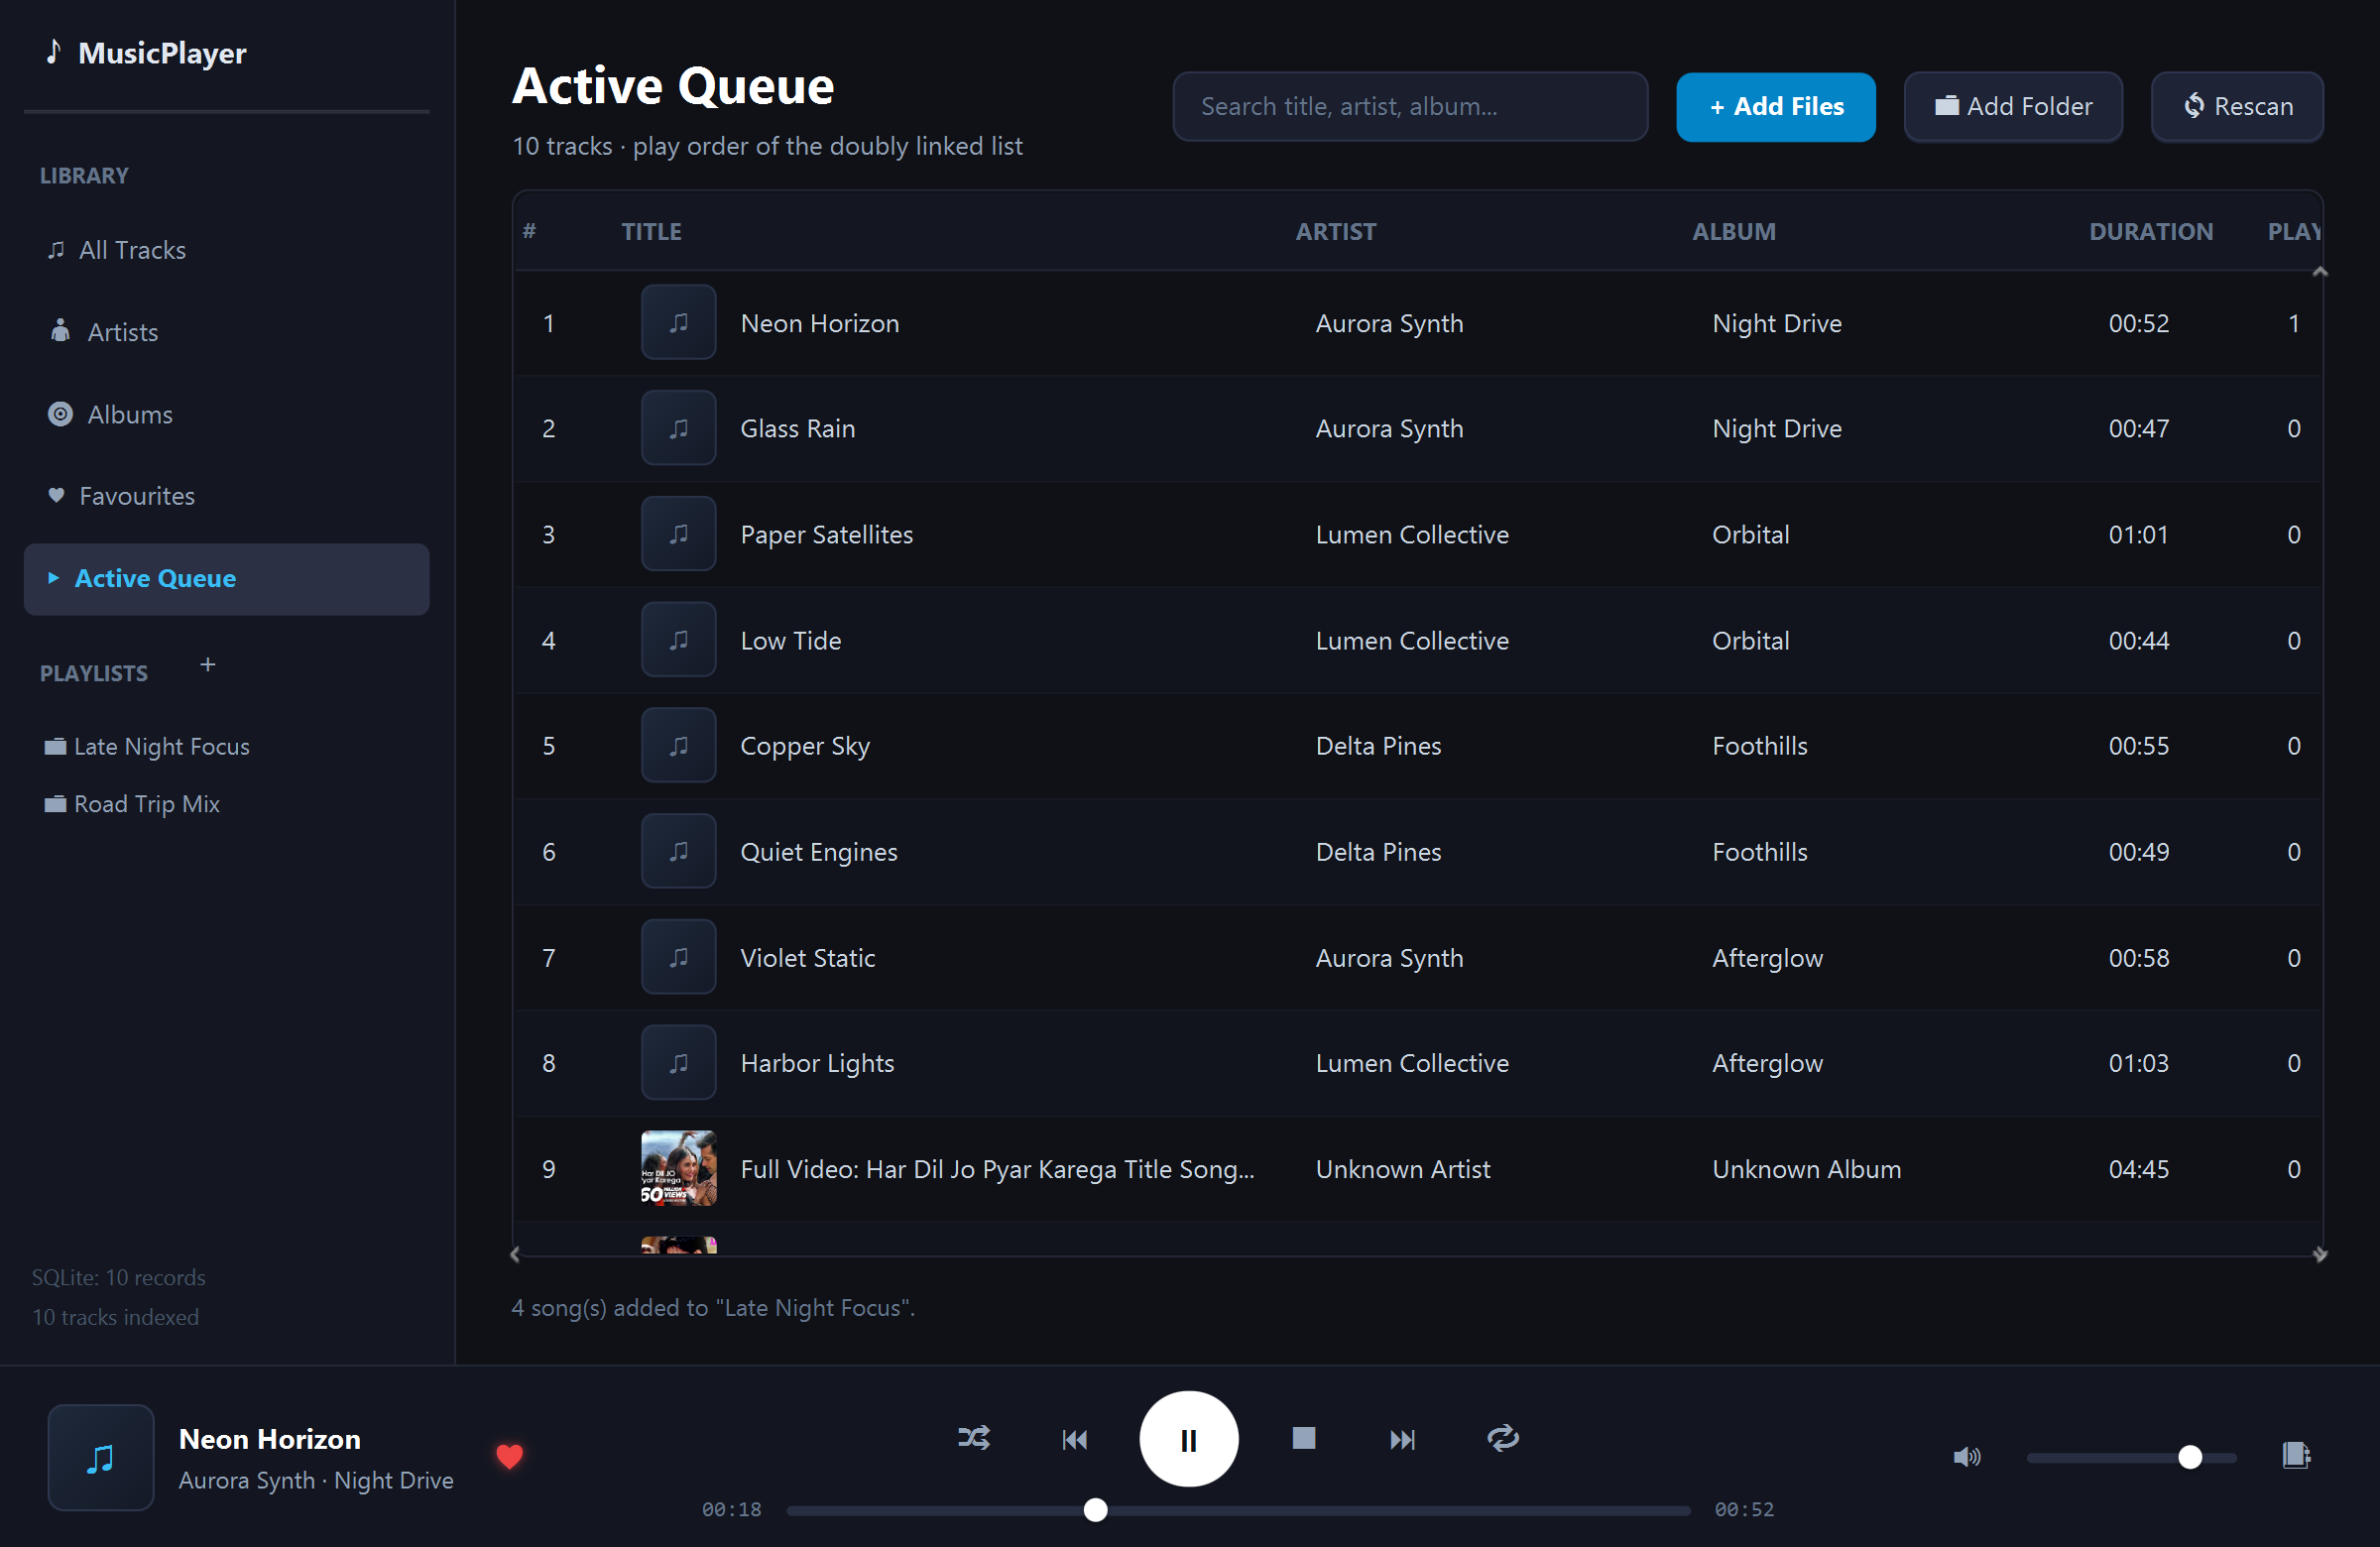 MusicPlayer
LIBRARY
All Tracks
Artists
Albums
Favourites
Active Queue
PLAYLISTS +
Late Night Focus
Road Trip Mix
SQLite: 10 records
10 tracks indexed
Active Queue
10 tracks · play order of the doubly linked list
Search title, artist, album...
+ Add Files
Add Folder
Rescan
# TITLE ARTIST ALBUM DURATION PLAY
1 Neon Horizon Aurora Synth Night Drive 00:52 1
2 Glass Rain Aurora Synth Night Drive 00:47 0
3 Paper Satellites Lumen Collective Orbital 01:01 0
4 Low Tide Lumen Collective Orbital 00:44 0
5 Copper Sky Delta Pines Foothills 00:55 0
6 Quiet Engines Delta Pines Foothills 00:49 0
7 Violet Static Aurora Synth Afterglow 00:58 0
8 Harbor Lights Lumen Collective Afterglow 01:03 0
HAR DIL JO
Pyar Karega
60 MILLION VIEWS
9 Full Video: Har Dil Jo Pyar Karega Title Song... Unknown Artist Unknown Album 04:45 0
4 song(s) added to "Late Night Focus".
Neon Horizon
Aurora Synth · Night Drive
00:18 00:52